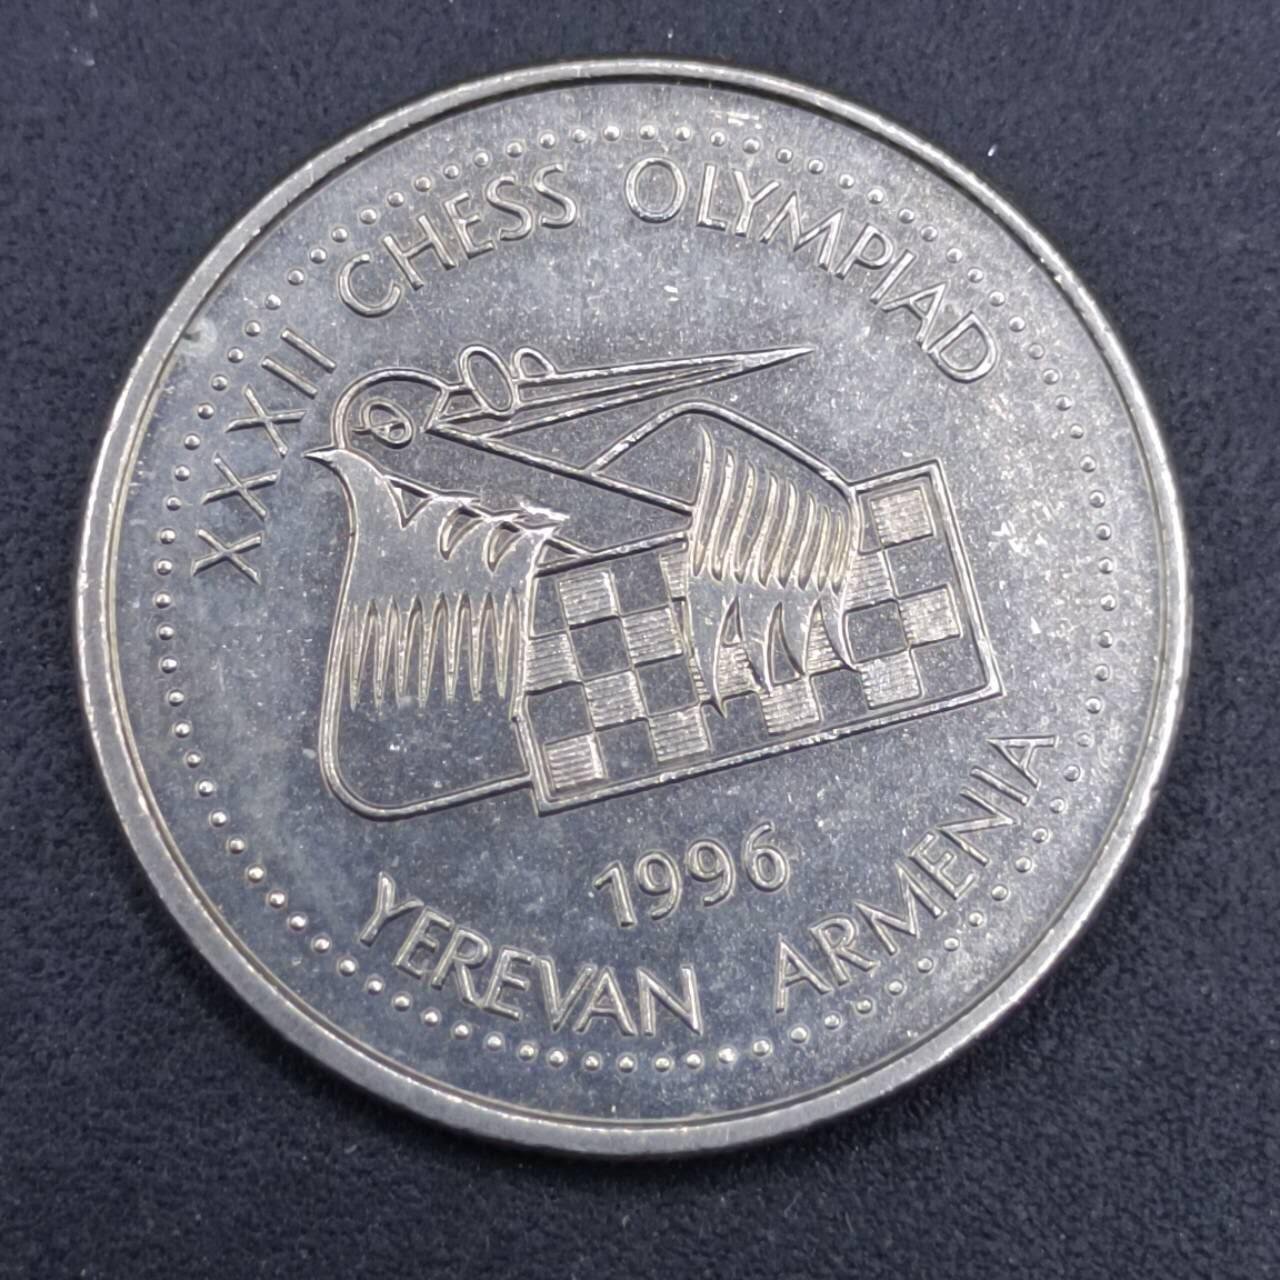 XXXII CHESS OLYMPIAD
1996
YEREVAN ARMENIA